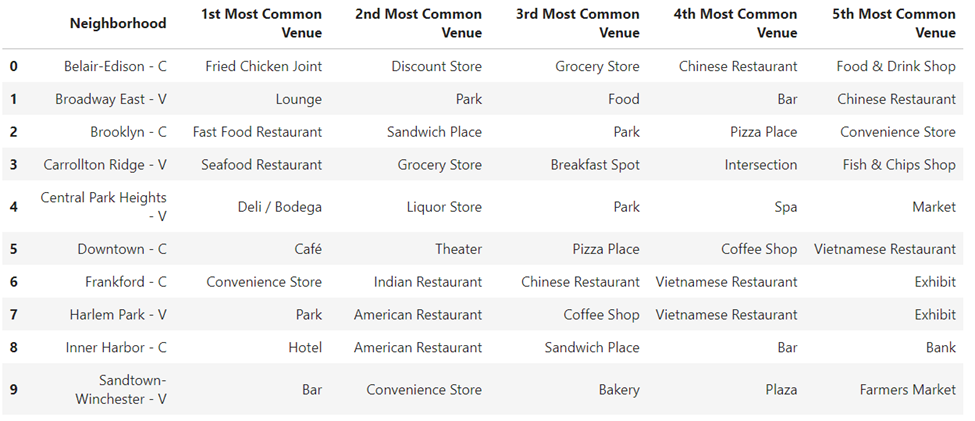 Neighborhood 1st Most Common Venue 2nd Most Common Venue 3rd Most Common Venue 4th Most Common Venue 5th Most Common Venue
0 Belair-Edison - C Fried Chicken Joint Discount Store Grocery Store Chinese Restaurant Food & Drink Shop
1 Broadway East - V Lounge Park Food Bar Chinese Restaurant
2 Brooklyn - C Fast Food Restaurant Sandwich Place Park Pizza Place Convenience Store
3 Carrollton Ridge - V Seafood Restaurant Grocery Store Breakfast Spot Intersection Fish & Chips Shop
4 Central Park Heights - V Deli / Bodega Liquor Store Park Spa Market
5 Downtown - C Café Theater Pizza Place Coffee Shop Vietnamese Restaurant
6 Frankford - C Convenience Store Indian Restaurant Chinese Restaurant Vietnamese Restaurant Exhibit
7 Harlem Park - V Park American Restaurant Coffee Shop Vietnamese Restaurant Exhibit
8 Inner Harbor - C Hotel American Restaurant Sandwich Place Bar Bank
9 Sandtown-Winchester - V Bar Convenience Store Bakery Plaza Farmers Market